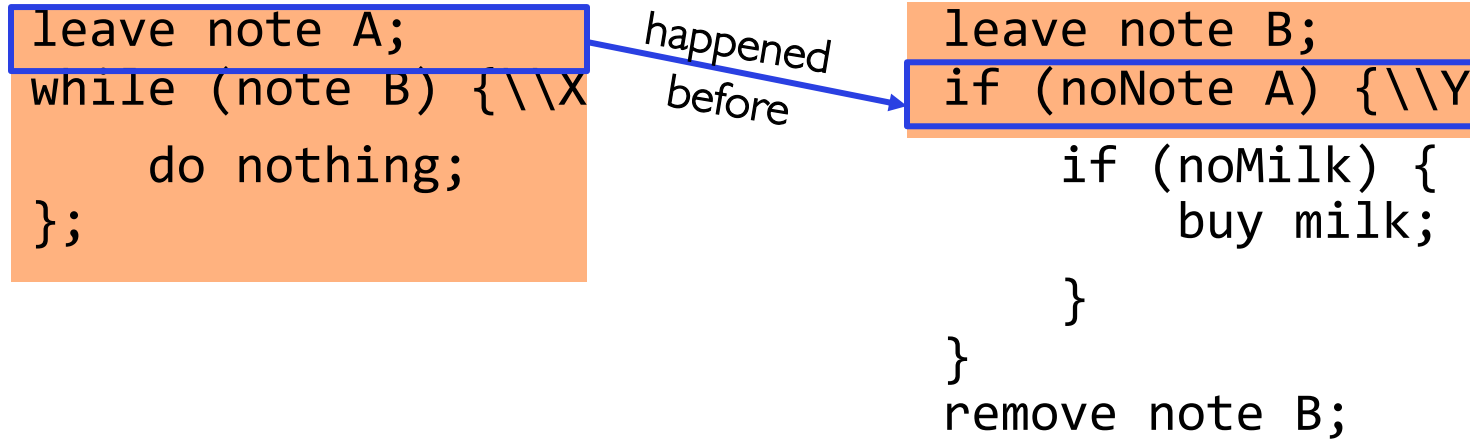 leave note A;
while (note B) {\\X
do nothing;
};
happened
before
leave note B;
if (noNote A) {\\Y
if (noMilk) {
buy milk;
}
}
remove note B;